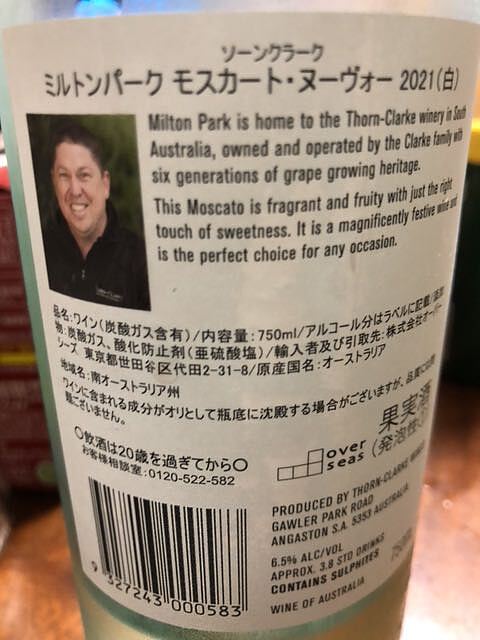 ソーンクラーク
ミルトンパーク モスカート・ヌーヴォー 2021(白)
Milton Park is home to the Thorn-Clarke winery in South
Australia, owned and operated by the Clarke family with
six generations of grape growing heritage.
This Moscato is fragrant and fruity with just the right
touch of sweetness. It is a magnificently festive wine and
is the perfect choice for any occasion.
品名:ワイン(炭酸ガス含有)/内容量:750ml/アルコール分はラベルに記載/添加
物:炭酸ガス、酸化防止剤(亜硫酸塩)/輸入者及び引取先:株式会社オーバー
シーズ 東京都世田谷区代田2-31-8/原産国名:オーストラリア
地域名:南オーストラリア州
ワインに含まれる成分がオリとして瓶底に沈殿する場合がございますが、品質に問
題ございません。
果実酒
(発泡性)
○飲酒は20歳を過ぎてから○
お客様相談室:0120-522-582
over
seas
PRODUCED BY THORN-CLARKE WINES
GAWLER PARK ROAD
ANGASTON S.A. 5353 AUSTRALIA
6.5% ALC/VOL
APPROX. 3.8 STD DRINKS
CONTAINS SULPHITES
750ML
WINE OF AUSTRALIA
9 327243 000583